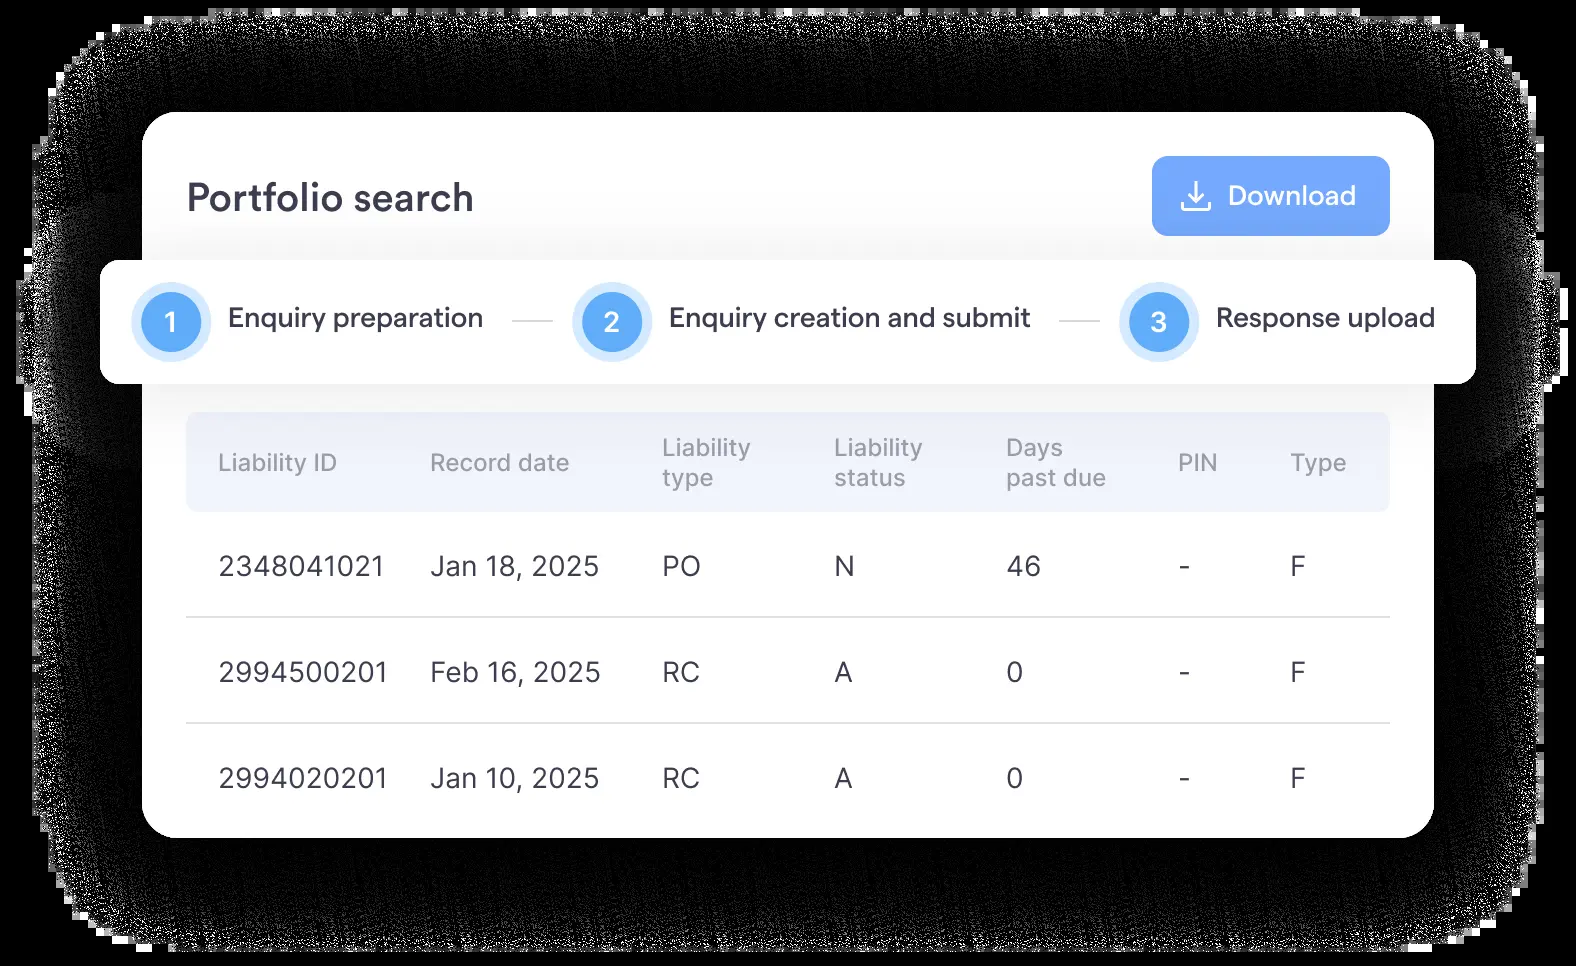 Portfolio search
Download
1 Enquiry preparation 2 Enquiry creation and submit 3 Response upload
Liability ID Record date Liability type Liability status Days past due PIN Type
2348041021 Jan 18, 2025 PO N 46 - F
2994500201 Feb 16, 2025 RC A 0 - F
2994020201 Jan 10, 2025 RC A 0 - F